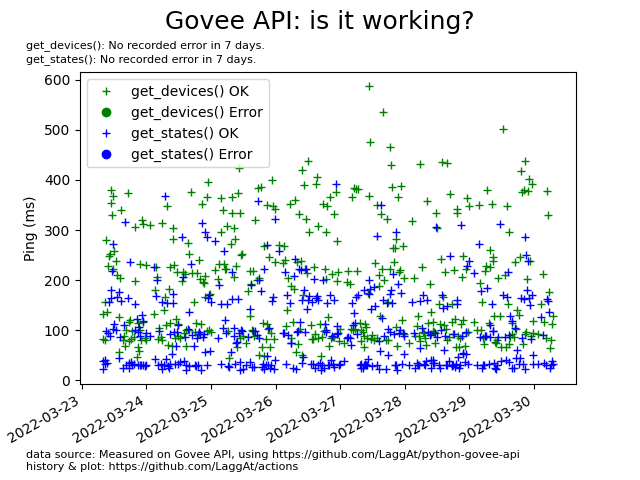 Govee API: is it working?
get_devices(): No recorded error in 7 days.
get_states(): No recorded error in 7 days.
600
500
400
300
200
100
0
Ping (ms)
get_devices() OK
get_devices() Error
get_states() OK
get_states() Error
2022-03-23
2022-03-24
2022-03-25
2022-03-26
2022-03-27
2022-03-28
2022-03-29
2022-03-30
data source: Measured on Govee API, using https://github.com/LaggAt/python-govee-api
history & plot: https://github.com/LaggAt/actions